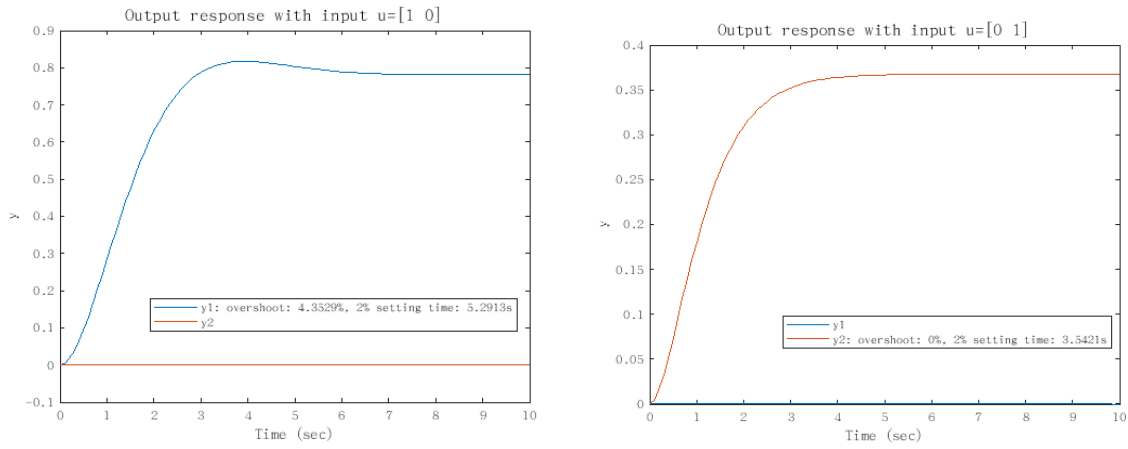 Output response with input u=[1 0]
0.9
0.8
0.7
0.6
0.5
0.4
0.3
0.2
0.1
0
-0.1
y
y1: overshoot: 4.3529%, 2% setting time: 5.2913s
y2
0 1 2 3 4 5 6 7 8 9 10
Time (sec)
Output response with input u=[0 1]
0.4
0.35
0.3
0.25
0.2
0.15
0.1
0.05
0
y
y1
y2: overshoot: 0%, 2% setting time: 3.5421s
0 1 2 3 4 5 6 7 8 9 10
Time (sec)